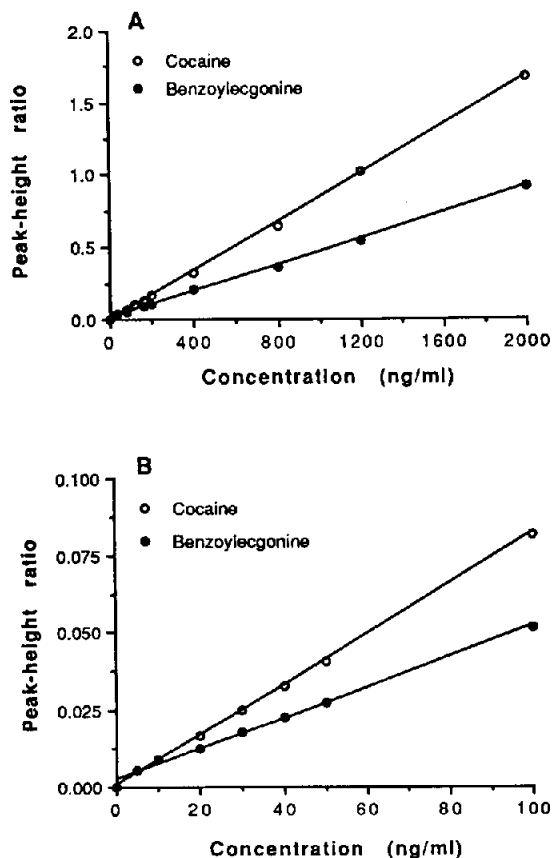 A
Cocaine
Benzoylecgonine
Peak-height ratio
2.0
1.5
1.0
0.5
0.0
0 400 800 1200 1600 2000
Concentration (ng/ml)
B
Cocaine
Benzoylecgonine
Peak-height ratio
0.100
0.075
0.050
0.025
0.000
0 20 40 60 80 100
Concentration (ng/ml)